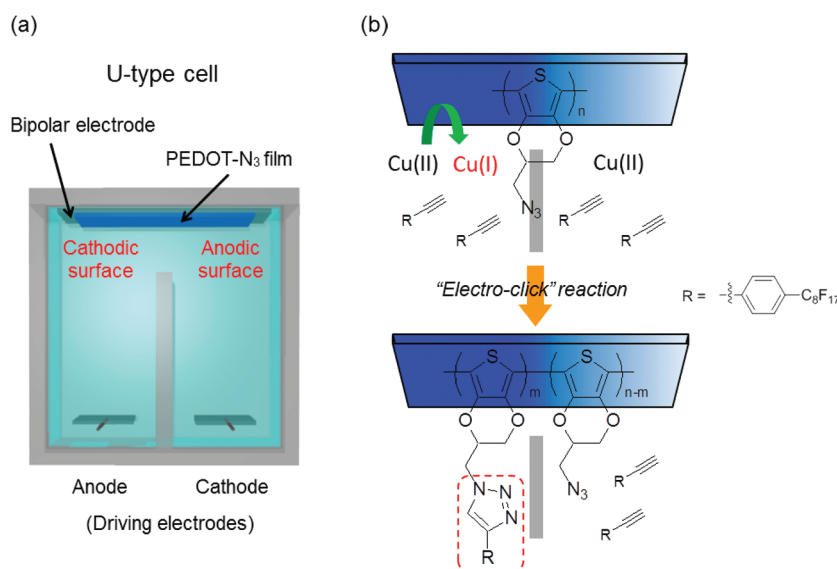 (a)
U-type cell
Bipolar electrode
PEDOT-N₃ film
Cathodic
surface
Anodic
surface
Anode
Cathode
(Driving electrodes)
(b)
S
n
O
O
Cu(II)
Cu(I)
Cu(II)
N₃
R
R
R
R
"Electro-click" reaction
R =
C₈F₁₇
S
m
S
n-m
O
O
O
O
N
N
N
R
N₃
R
R